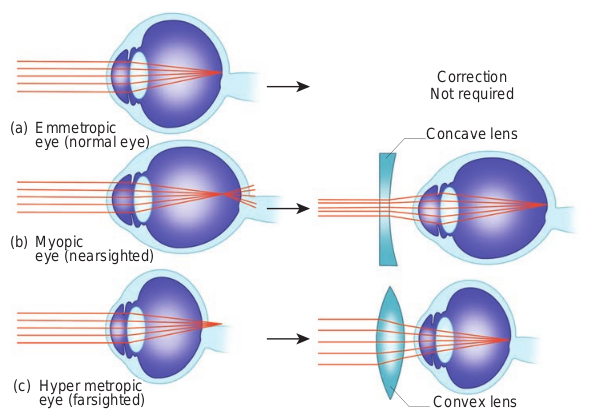 Correction
Not required
(a) Emmetropic
eye (normal eye)
Concave lens
(b) Myopic
eye (nearsighted)
(c) Hyper metropic
eye (farsighted)
Convex lens